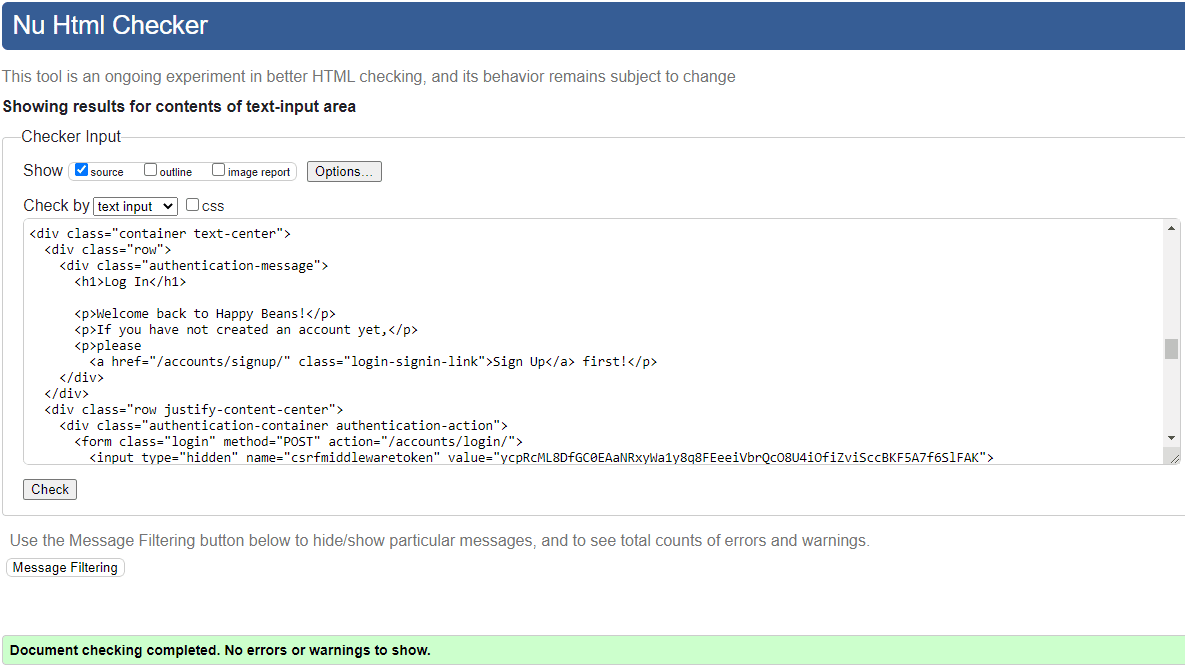 Nu Html Checker
This tool is an ongoing experiment in better HTML checking, and its behavior remains subject to change
Showing results for contents of text-input area
Checker Input
Show source outline image report Options...
Check by text input css
<div class="container text-center">
  <div class="row">
    <div class="authentication-message">
      <h1>Log In</h1>
      <p>Welcome back to Happy Beans!</p>
      <p>If you have not created an account yet,</p>
      <p>please
        <a href="/accounts/signup/" class="login-signin-link">Sign Up</a> first!</p>
    </div>
  </div>
  <div class="row justify-content-center">
    <div class="authentication-container authentication-action">
      <form class="login" method="POST" action="/accounts/login/">
        <input type="hidden" name="csrfmiddlewaretoken" value="ycpRcML8DfGC0EAaNRxyWa1y8q8FEeeiVbrQcO8U4iOfiZviSccBKF5A7f6SlFAK">
Check
Use the Message Filtering button below to hide/show particular messages, and to see total counts of errors and warnings.
Message Filtering
Document checking completed. No errors or warnings to show.